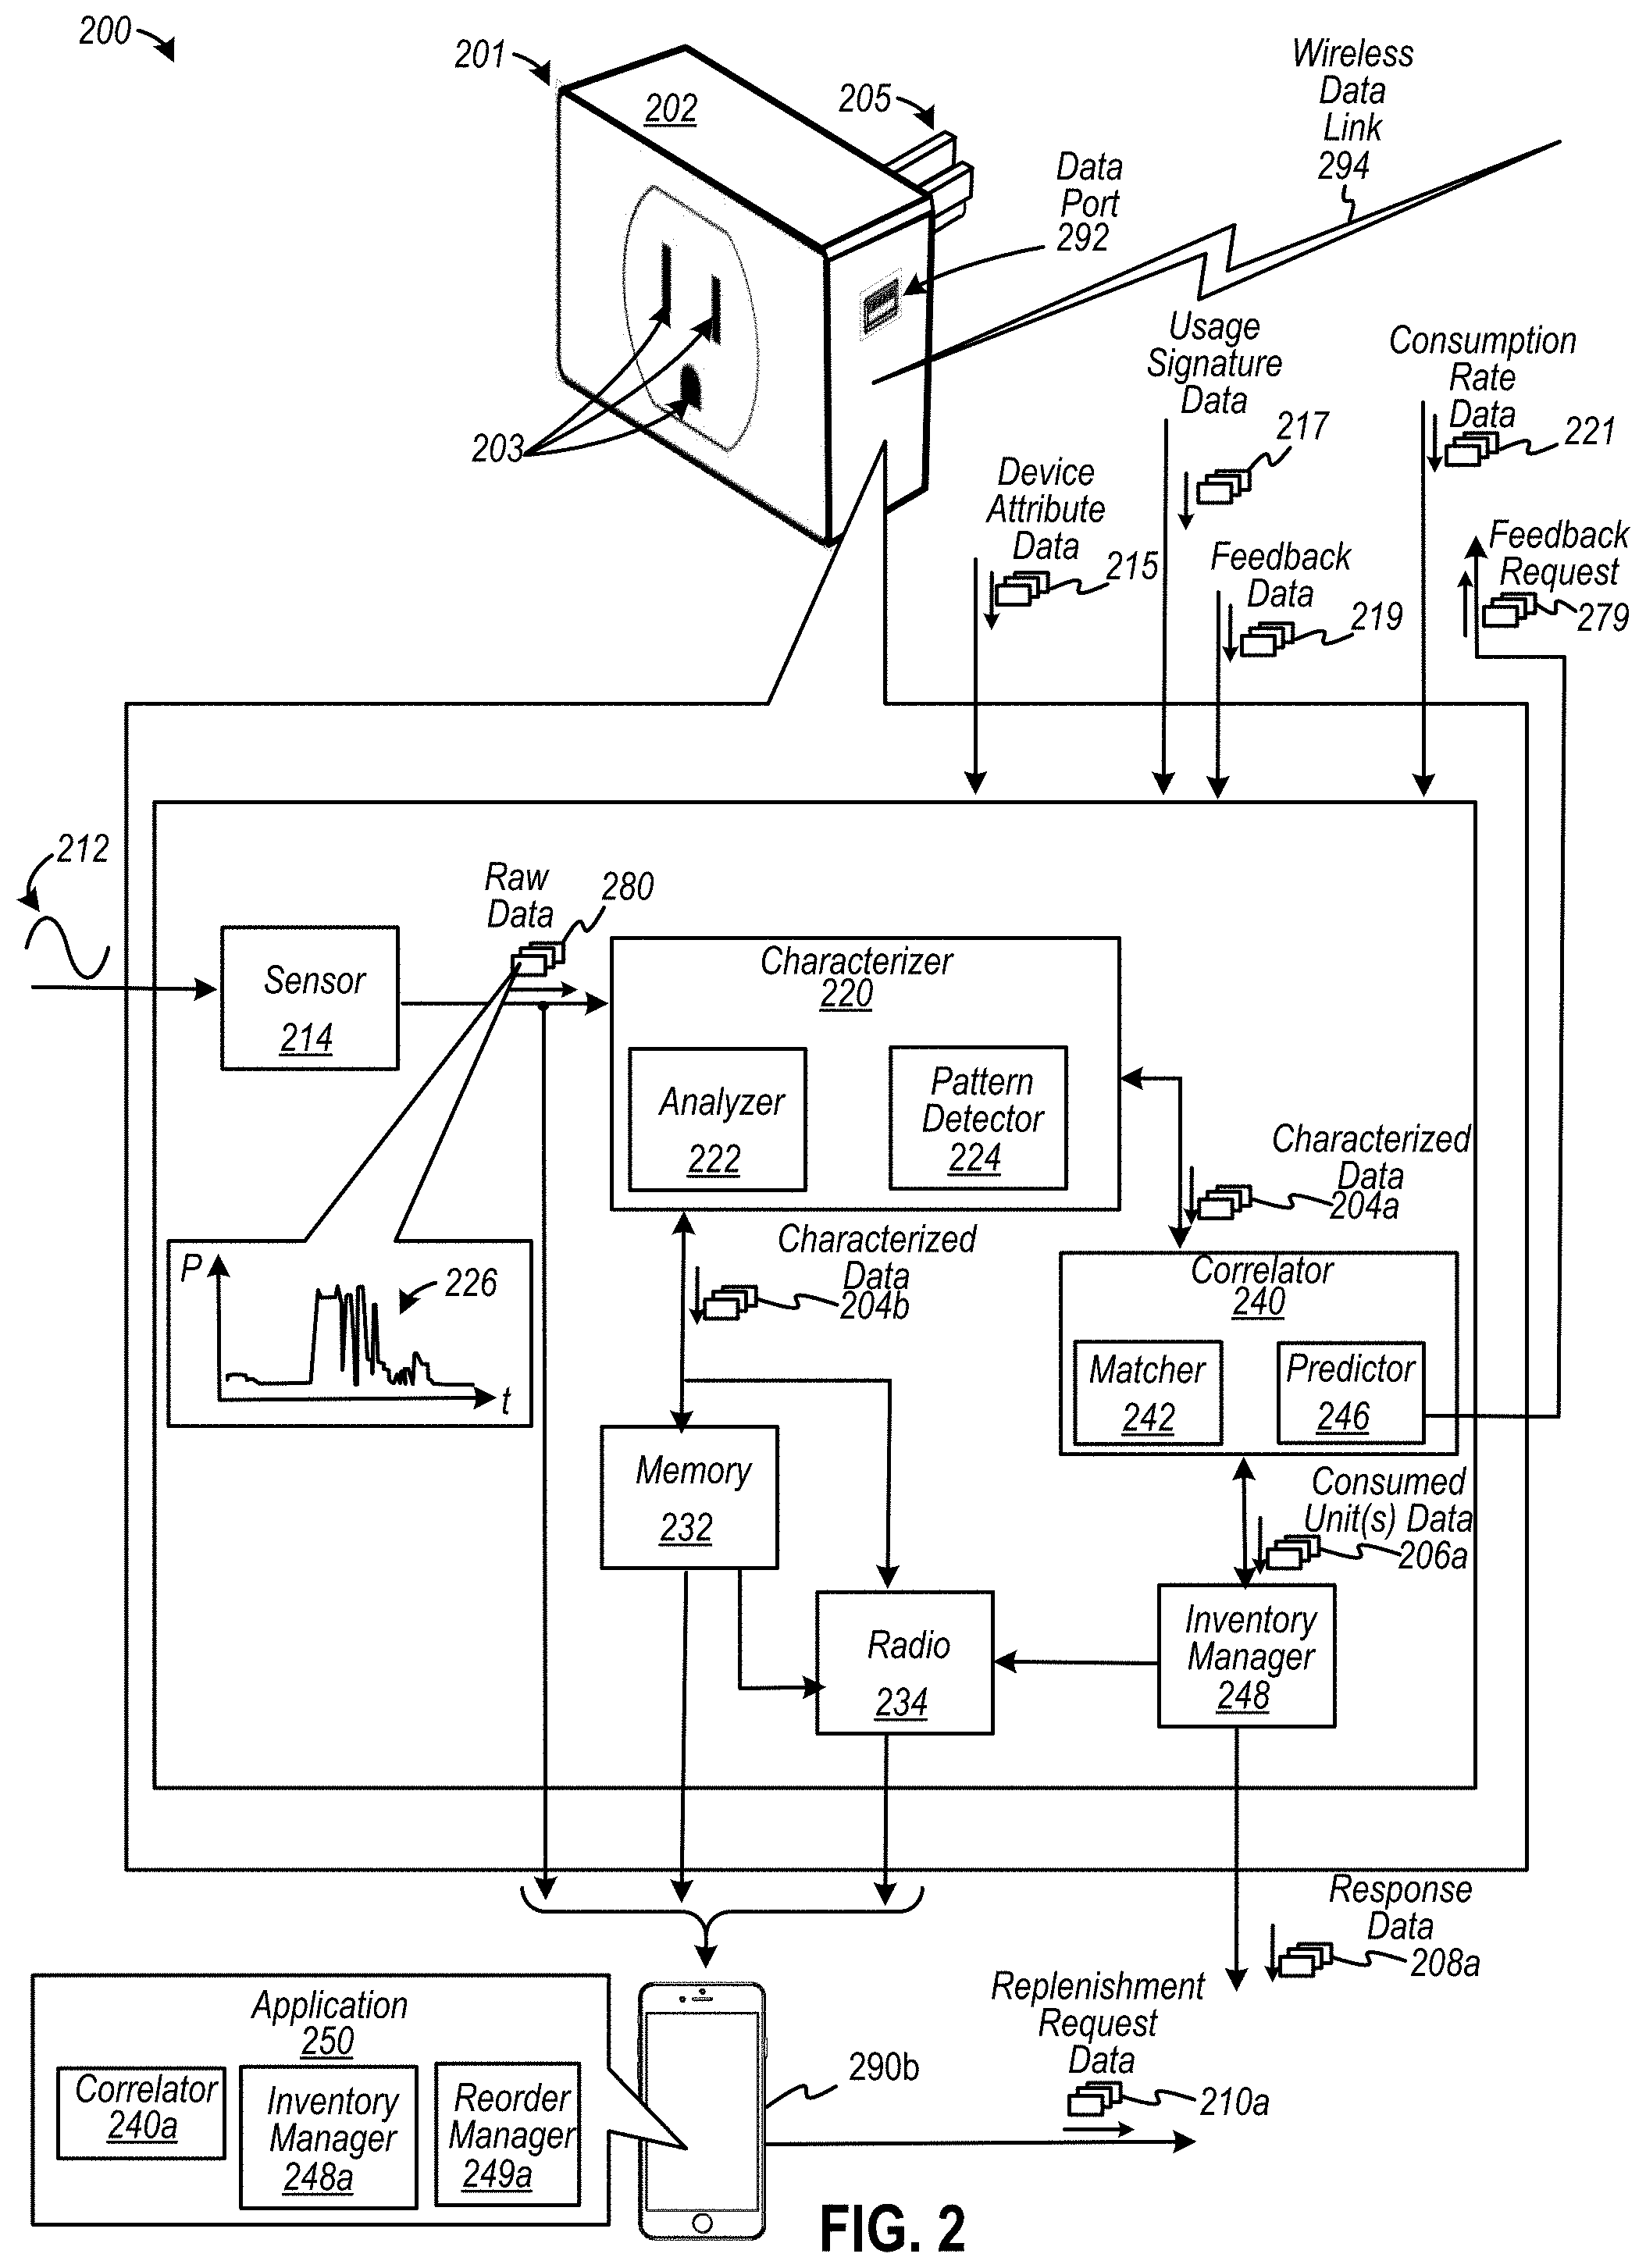 200
201
202
205
Wireless
Data
Link
294
Data
Port
292
203
Usage
Signature
Data
217
Consumption
Rate
Data
221
Device
Attribute
Data
215
Feedback
Data
219
Feedback
Request
279
212
Sensor
214
Raw
Data
280
Characterizer
220
Analyzer
222
Pattern
Detector
224
Characterized
Data
204a
Characterized
Data
204b
P
226
t
Correlator
240
Matcher
242
Predictor
246
Memory
232
Consumed
Unit(s) Data
206a
Radio
234
Inventory
Manager
248
Response
Data
208a
Application
250
Correlator
240a
Inventory
Manager
248a
Reorder
Manager
249a
290b
Replenishment
Request
Data
210a
FIG. 2